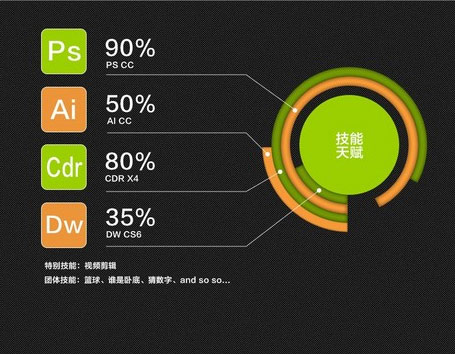 Ps
90%
PS CC
Ai
50%
AI CC
Cdr
80%
CDR X4
Dw
35%
DW CS6
技能
天赋
特别技能：视频剪辑
团体技能：篮球、谁是卧底、猜数字、and so so...